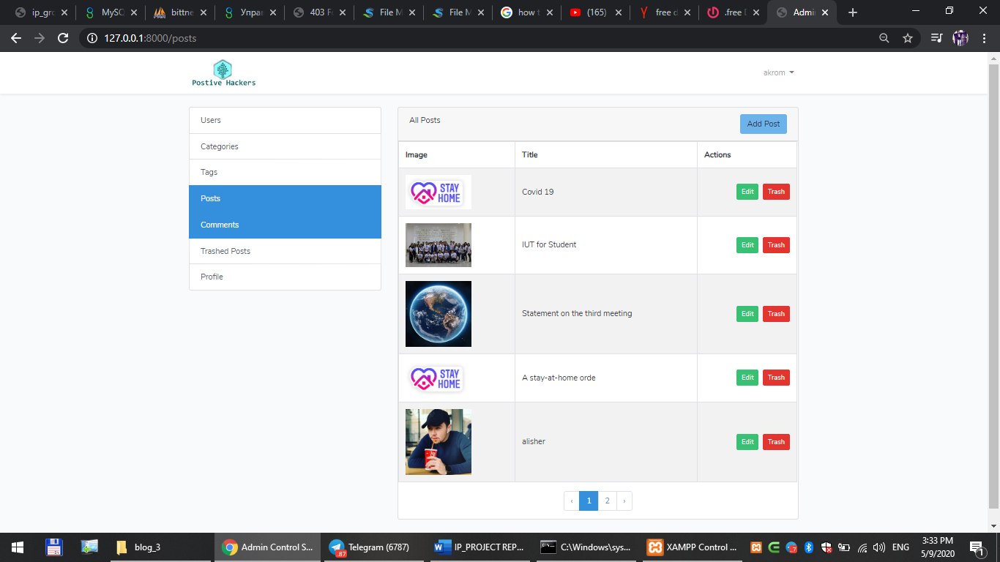 ip_gro
MySQ
bittne
Управ
403 Fo
File M
File M
how t
(165)
free d
.free D
Admi
127.0.0.1:8000/posts
Postive Hackers
akrom
Users
Categories
Tags
Posts
Comments
Trashed Posts
Profile
All Posts
Add Post
Image Title Actions
STAY HOME
Covid 19
Edit Trash
IUT for Student
Edit Trash
Statement on the third meeting
Edit Trash
STAY HOME
A stay-at-home orde
Edit Trash
alisher
Edit Trash
‹ 1 2 ›
blog_3
Admin Control S...
Telegram (6787)
.87
IP_PROJECT REP...
C:\Windows\sys...
XAMPP Control ...
ENG
3:33 PM
5/9/2020
1